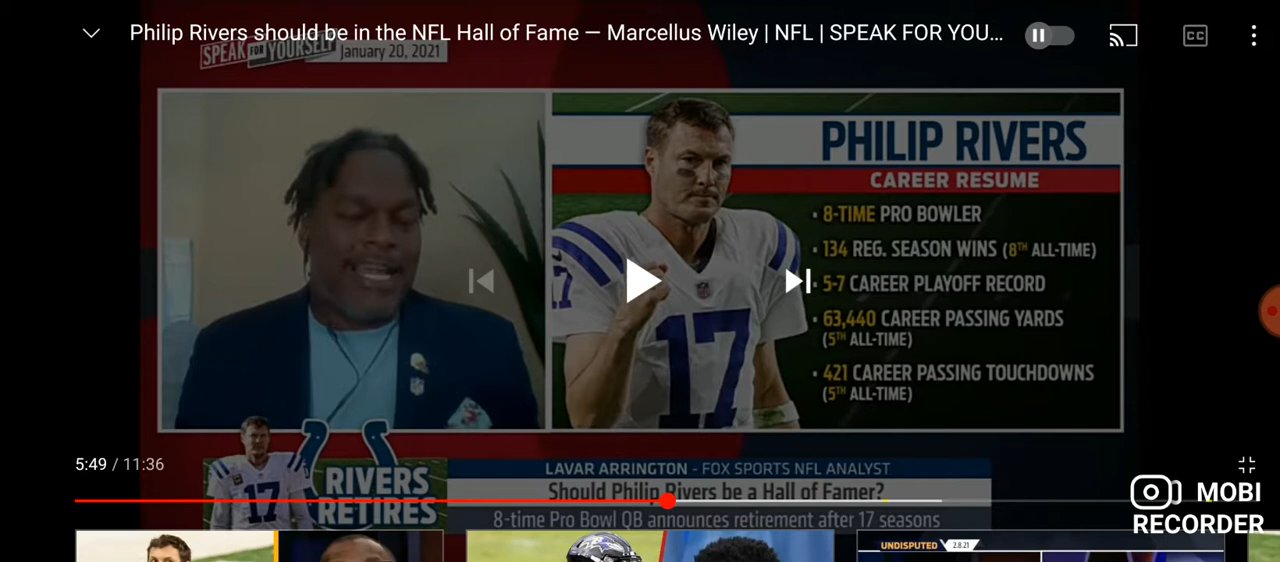 Philip Rivers should be in the NFL Hall of Fame — Marcellus Wiley | NFL | SPEAK FOR YOU...
CC
SPEAK FOR YOURSELF January 20, 2021
PHILIP RIVERS
CAREER RESUME
• 8-TIME PRO BOWLER
• 134 REG. SEASON WINS (8TH ALL-TIME)
• 5-7 CAREER PLAYOFF RECORD
• 63,440 CAREER PASSING YARDS
(5TH ALL-TIME)
• 421 CAREER PASSING TOUCHDOWNS
(5TH ALL-TIME)
17
17
5:49 / 11:36
17
RIVERS
RETIRES
LAVAR ARRINGTON - FOX SPORTS NFL ANALYST
Should Philip Rivers be a Hall of Famer?
8-time Pro Bowl QB announces retirement after 17 seasons
MOBI
RECORDER
UNDISPUTED 2.8.21